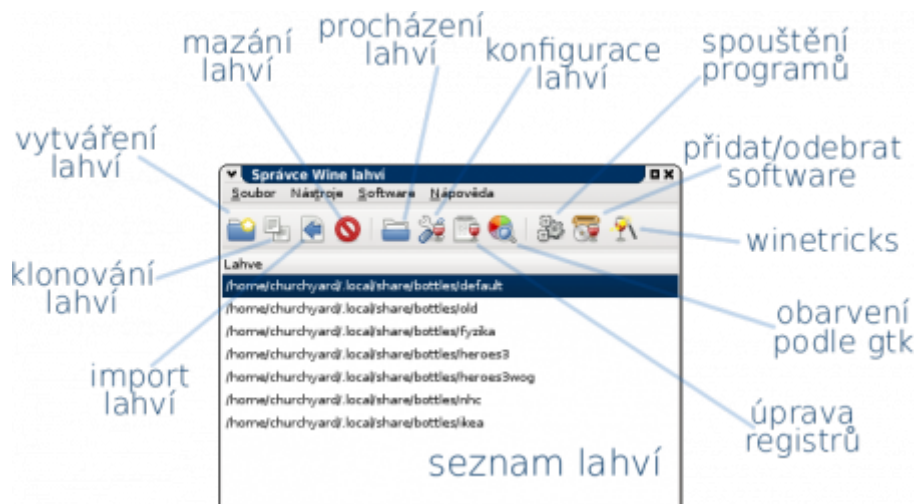 mazání
lahví
procházení
lahví
konfigurace
lahví
spouštění
programů
vytváření
lahví
přidat/odebrat
software
Správce Wine lahví
Soubor Nástroje Software Nápověda
winetricks
klonování
lahví
Lahve
/home/churchyard/.local/share/bottles/default
/home/churchyard/.local/share/bottles/old
/home/churchyard/.local/share/bottles/fyzika
/home/churchyard/.local/share/bottles/heroes3
/home/churchyard/.local/share/bottles/heroes3wog
/home/churchyard/.local/share/bottles/nhc
/home/churchyard/.local/share/bottles/ikea
obarvení
podle gtk
import
lahví
úprava
registrů
seznam lahví